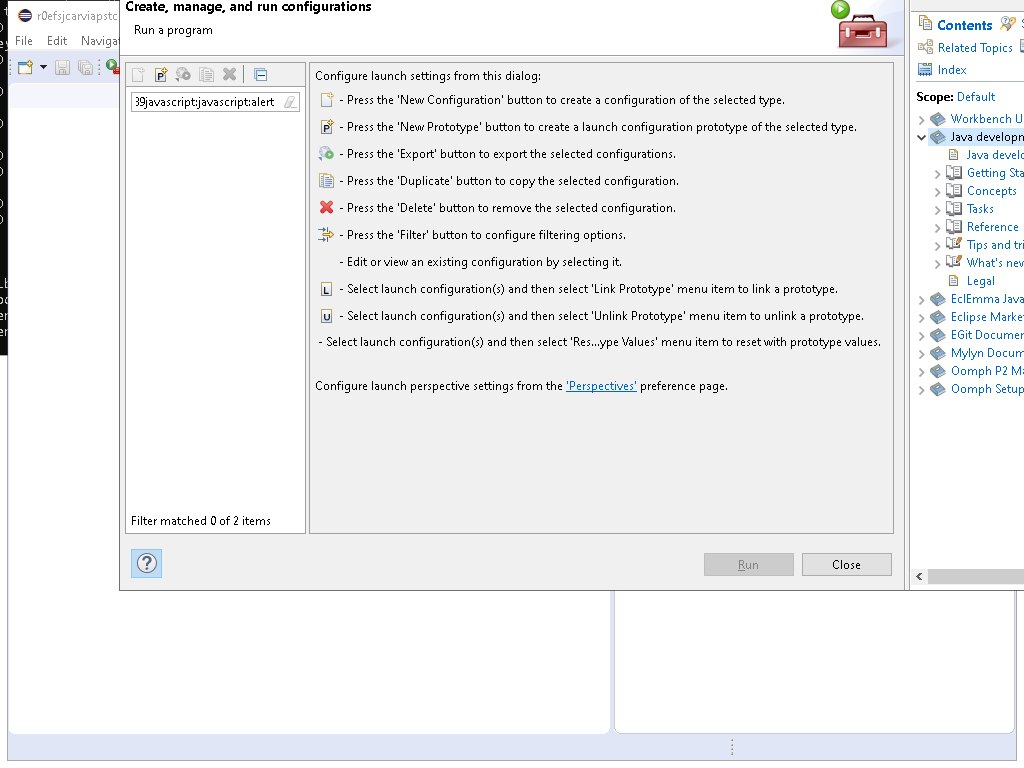 Create, manage, and run configurations
Run a program
r0efsjcarviapstc
File Edit Navigat
39javascript:javascript:alert
Filter matched 0 of 2 items
Configure launch settings from this dialog:
- Press the 'New Configuration' button to create a configuration of the selected type.
- Press the 'New Prototype' button to create a launch configuration prototype of the selected type.
- Press the 'Export' button to export the selected configurations.
- Press the 'Duplicate' button to copy the selected configuration.
- Press the 'Delete' button to remove the selected configuration.
- Press the 'Filter' button to configure filtering options.
- Edit or view an existing configuration by selecting it.
L - Select launch configuration(s) and then select 'Link Prototype' menu item to link a prototype.
U - Select launch configuration(s) and then select 'Unlink Prototype' menu item to unlink a prototype.
- Select launch configuration(s) and then select 'Res...ype Values' menu item to reset with prototype values.
Configure launch perspective settings from the 'Perspectives' preference page.
Run
Close
Contents
Related Topics
Index
Scope: Default
Workbench U
Java developm
Java develo
Getting Sta
Concepts
Tasks
Reference
Tips and tri
What's new
Legal
EclEmma Java
Eclipse Marke
EGit Documen
Mylyn Docum
Oomph P2 Ma
Oomph Setup